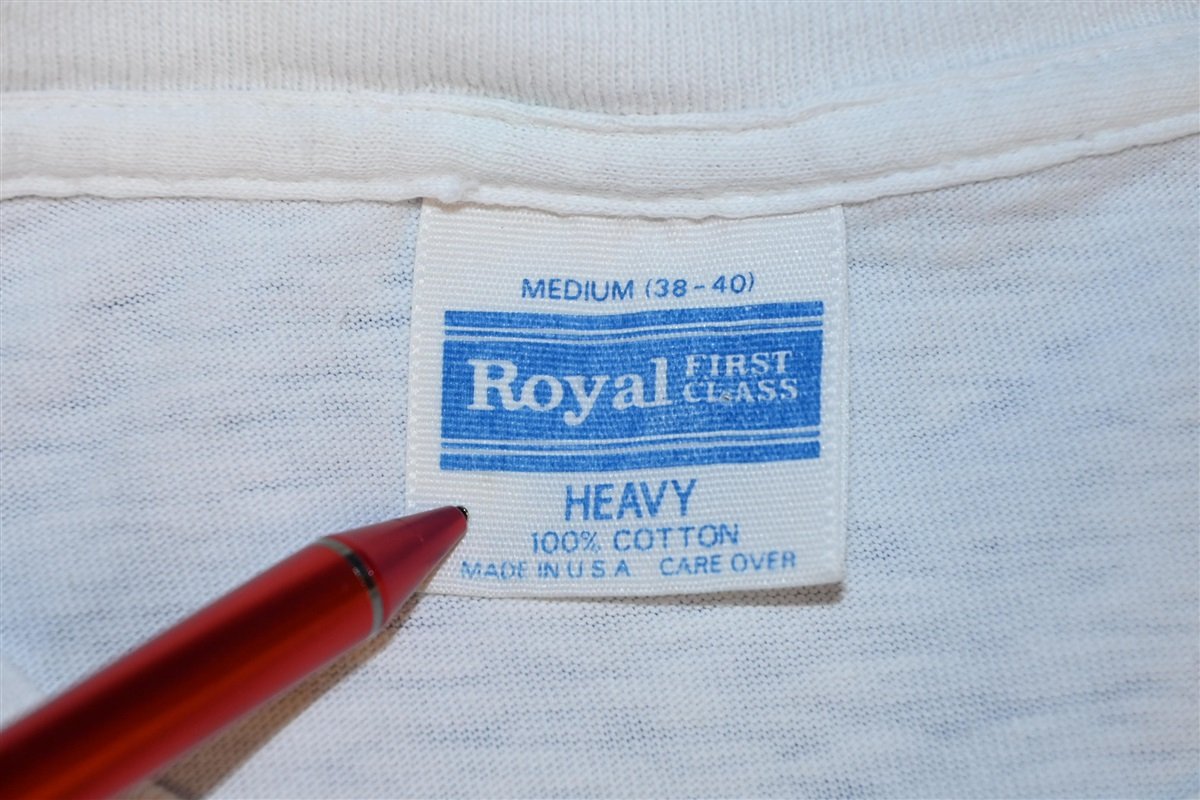 MEDIUM (38-40)
Royal FIRST CLASS
HEAVY
100% COTTON
MADE IN U.S.A. CARE OVER